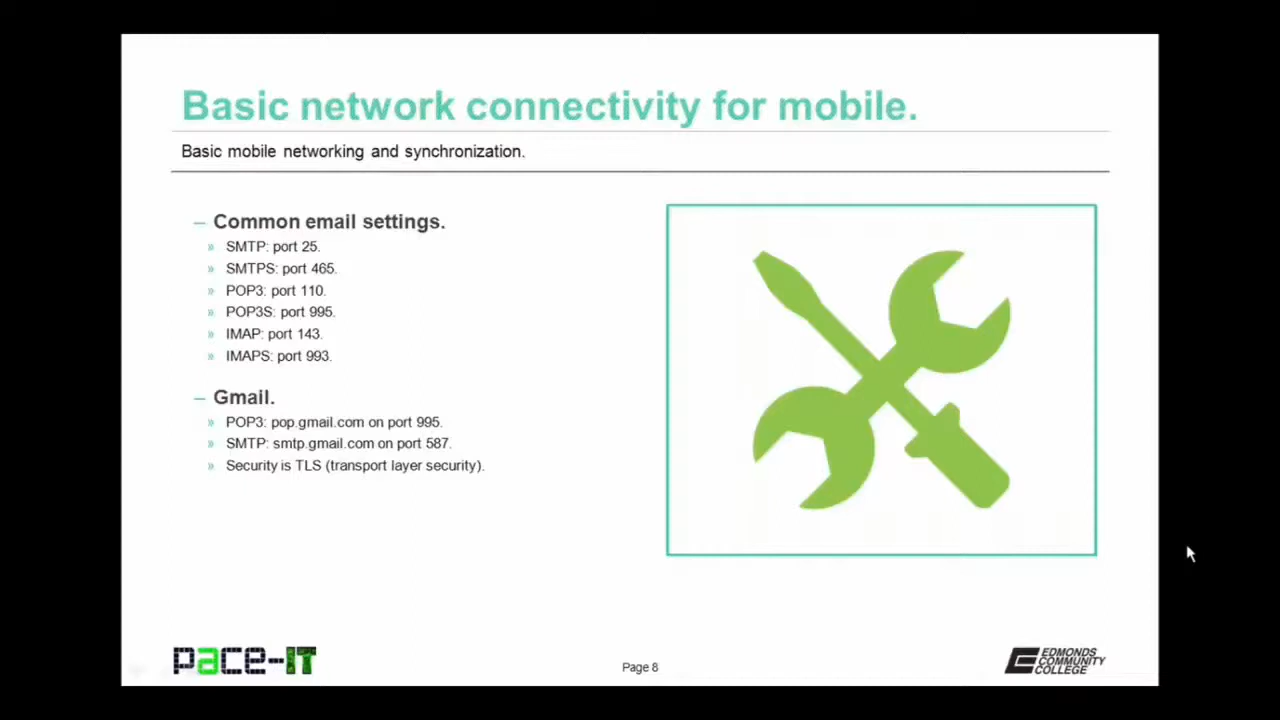 Basic network connectivity for mobile.
Basic mobile networking and synchronization.
– Common email settings.
» SMTP: port 25.
» SMTPS: port 465.
» POP3: port 110.
» POP3S: port 995.
» IMAP: port 143.
» IMAPS: port 993.
– Gmail.
» POP3: pop.gmail.com on port 995.
» SMTP: smtp.gmail.com on port 587.
» Security is TLS (transport layer security).
pace-IT
Page 8
EDMONDS
COMMUNITY
COLLEGE